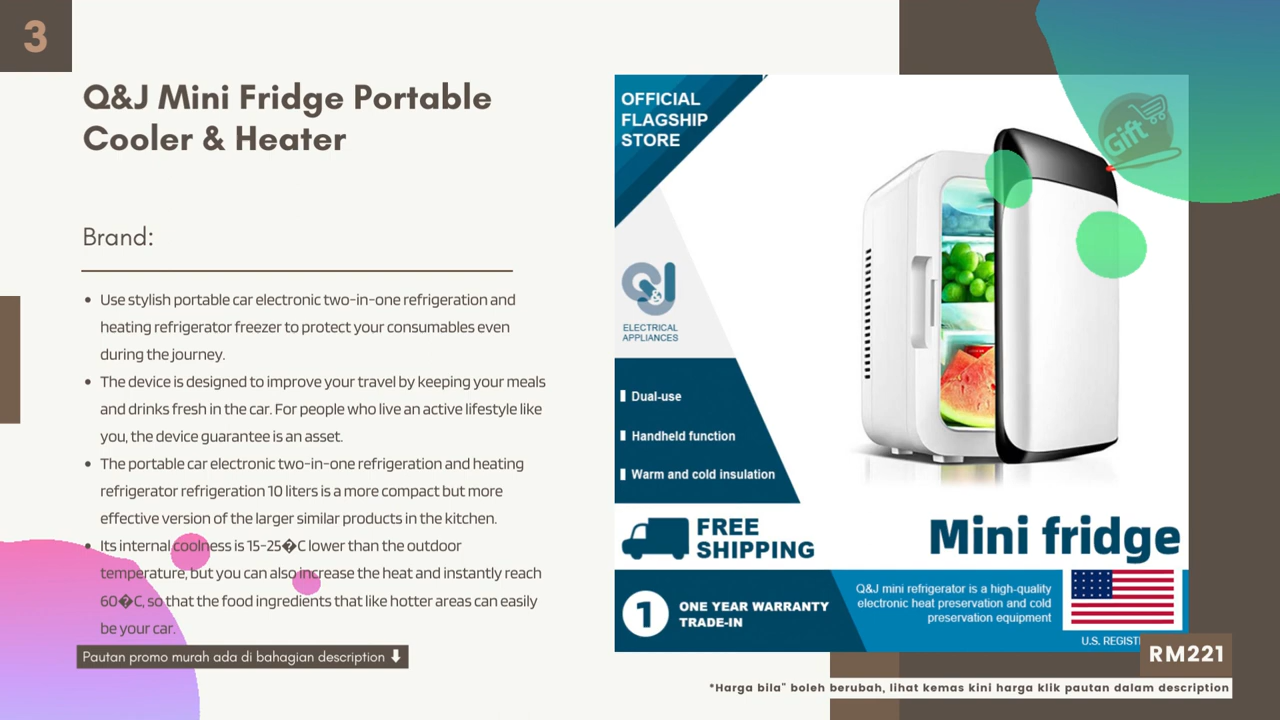 3
Q&J Mini Fridge Portable
Cooler & Heater
Brand:
• Use stylish portable car electronic two-in-one refrigeration and
heating refrigerator freezer to protect your consumables even
during the journey.
• The device is designed to improve your travel by keeping your meals
and drinks fresh in the car. For people who live an active lifestyle like
you, the device guarantee is an asset.
• The portable car electronic two-in-one refrigeration and heating
refrigerator refrigeration 10 liters is a more compact but more
effective version of the larger similar products in the kitchen.
• Its internal coolness is 15-25�C lower than the outdoor
temperature, but you can also increase the heat and instantly reach
60�C, so that the food ingredients that like hotter areas can easily
be your car.
Pautan promo murah ada di bahagian description
OFFICIAL
FLAGSHIP
STORE
Gift
Q&J
ELECTRICAL
APPLIANCES
Dual-use
Handheld function
Warm and cold insulation
FREE
SHIPPING
Mini fridge
1
ONE YEAR WARRANTY
TRADE-IN
Q&J mini refrigerator is a high-quality
electronic heat preservation and cold
preservation equipment
U.S. REGIST
RM221
*Harga bila" boleh berubah, lihat kemas kini harga klik pautan dalam description